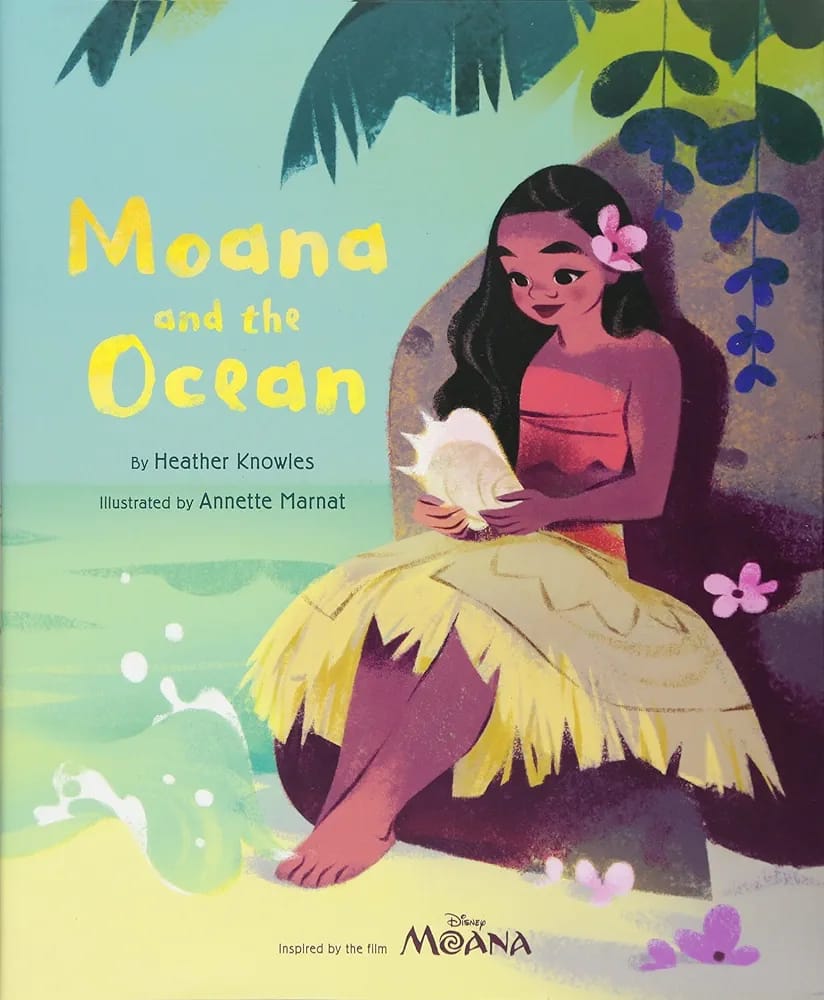 Moana
and the
Ocean
By Heather Knowles
Illustrated by Annette Marnat
Inspired by the film Disney MOANA